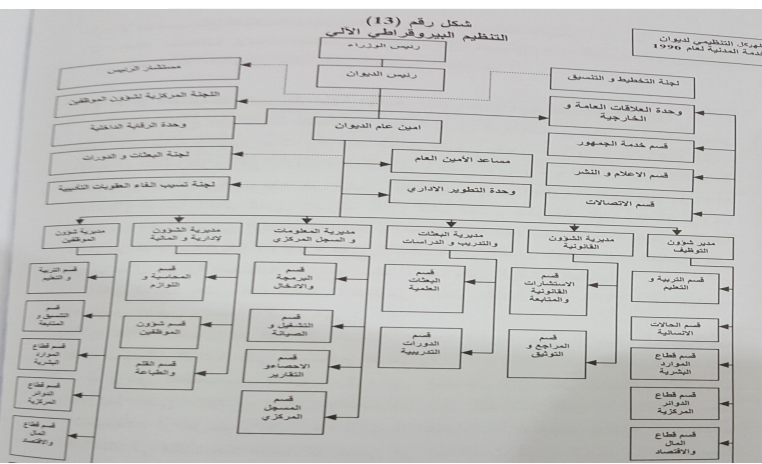 شكل رقم (13)
التنظيم البيروقراطي الآلي
الهيكل التنظيمي لديوان
خدمة المدنية لعام 1996
رئيس الوزراء
رئيس الديوان
مستشار الرئيس
لجنة التخطيط و التنسيق
اللجنة المركزية لشؤون الموظفين
وحدة العلاقات العامة و
الخارجية
وحدة الرقابة الداخلية
امين عام الديوان
قسم خدمة الجمهور
لجنة البعثات و الدورات
مساعد الأمين العام
قسم الاعلام و النشر
لجنة تسيب الغاء العقوبات التأديبية
وحدة التطوير الاداري
قسم الاتصالات
مدير شؤون
التوظيف
مديرية الشؤون
القانونية
مديرية البعثات
والتدريب و الدراسات
مديرية المعلومات
و السجل المركزي
مديرية الشؤون
لادارية و المالية
مديرية شؤون
الموظفين
قسم التربية و
التعليم
قسم الحالات
الانسانية
قسم قطاع
الموارد
البشرية
قسم قطاع
الدوائر
المركزية
قسم قطاع
المال
والاقتصاد
قسم
الاستشارات
القانونية
والمتابعة
قسم
المراجع و
التوثيق
قسم
البعثات
العلمية
قسم
الدورات
التدريبية
قسم
البرمجة
والادخال
قسم
التشغيل و
الصيانة
قسم
الاحصاءو
التقارير
قسم
المسجل
المركزي
قسم
المحاسبة و
اللوازم
قسم شؤون
الموظفين
قسم القلم
والطباعة
قسم التربية
و التعليم
قسم
التنسيق و
المتابعة
قسم قطاع
الموارد
البشرية
قسم قطاع
الدوائر
المركزية
قسم قطاع
المال
والاقتصاد